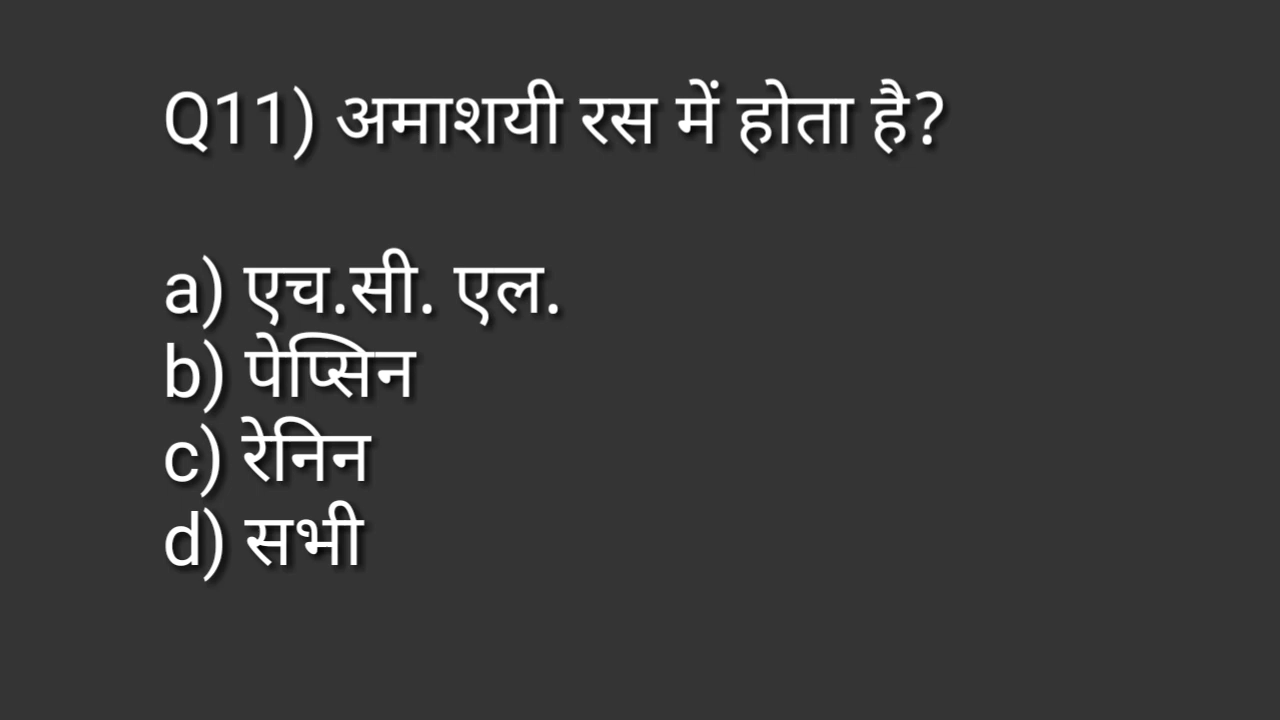 Q11) अमाशयी रस में होता है?
a) एच.सी. एल.
b) पेप्सिन
c) रेनिन
d) सभी